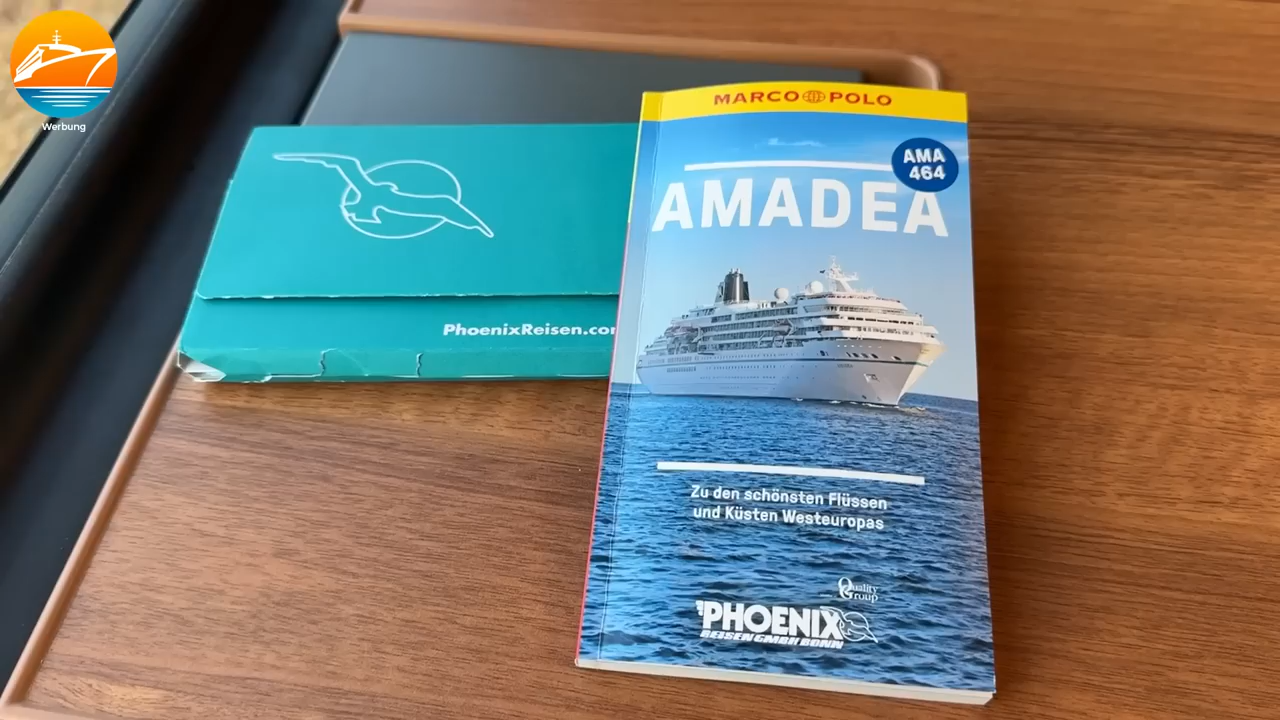 Werbung
PhoenixReisen.co
MARCO POLO
AMA
464
AMADEA
Zu den schönsten Flüssen
und Küsten Westeuropas
Quality
Group
PHOENIX
REISEN GMBH BONN